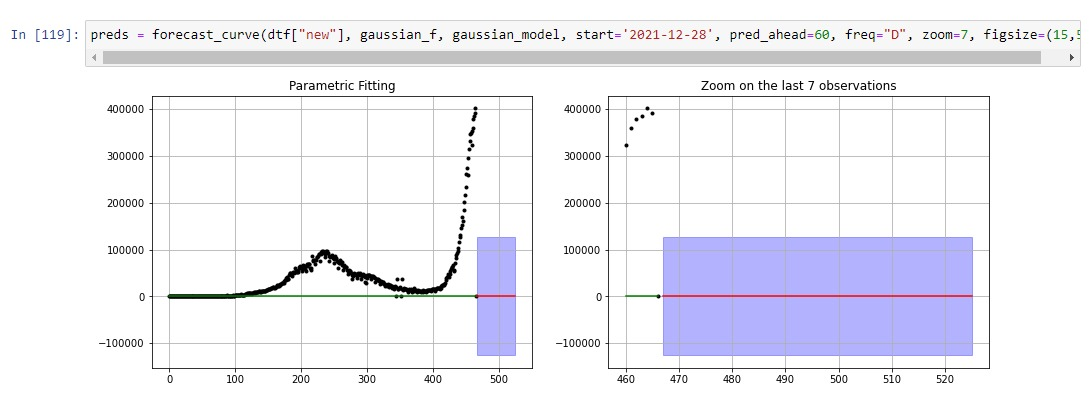 In [119]: preds = forecast_curve(dtf["new"], gaussian_f, gaussian_model, start='2021-12-28', pred_ahead=60, freq="D", zoom=7, figsize=(15,5
Parametric Fitting
400000
300000
200000
100000
0
−100000
0 100 200 300 400 500
Zoom on the last 7 observations
400000
300000
200000
100000
0
−100000
460 470 480 490 500 510 520